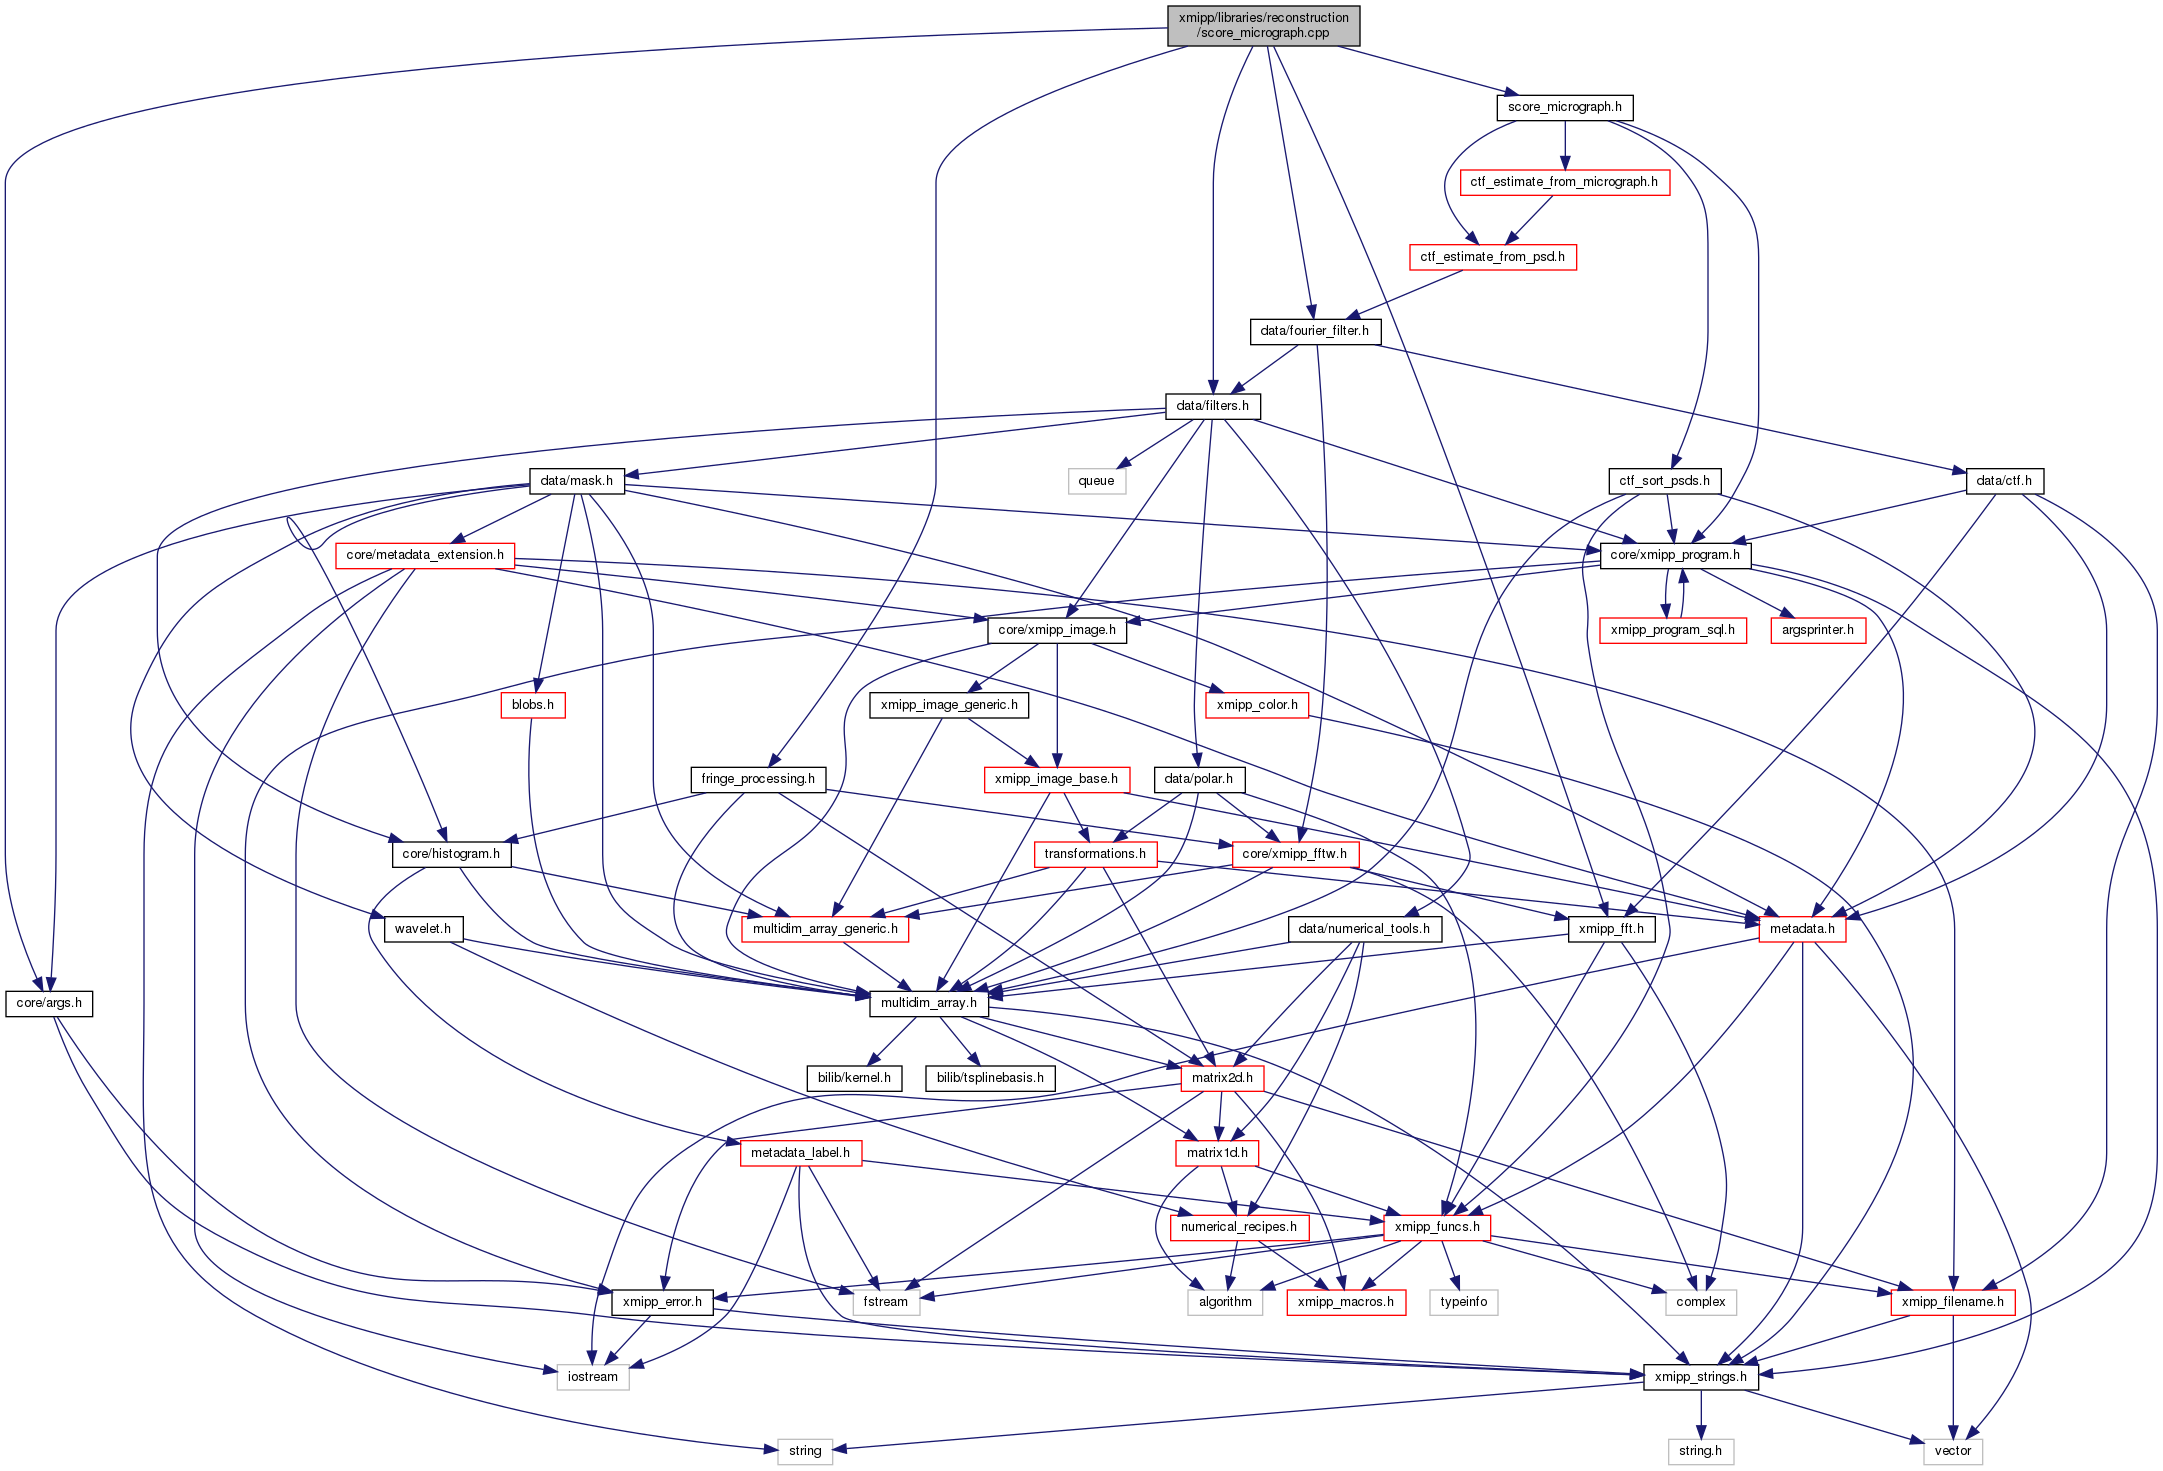 xmipp/libraries/reconstruction
/score_micrograph.cpp
score_micrograph.h
ctf_estimate_from_micrograph.h
ctf_estimate_from_psd.h
data/fourier_filter.h
data/filters.h
queue
data/mask.h
ctf_sort_psds.h
data/ctf.h
core/metadata_extension.h
core/xmipp_program.h
core/xmipp_image.h
xmipp_program_sql.h
argsprinter.h
blobs.h
xmipp_image_generic.h
xmipp_color.h
fringe_processing.h
xmipp_image_base.h
data/polar.h
core/histogram.h
transformations.h
core/xmipp_fftw.h
wavelet.h
multidim_array_generic.h
data/numerical_tools.h
xmipp_fft.h
metadata.h
core/args.h
multidim_array.h
bilib/kernel.h
bilib/tsplinebasis.h
matrix2d.h
metadata_label.h
matrix1d.h
numerical_recipes.h
xmipp_funcs.h
xmipp_error.h
fstream
algorithm
xmipp_macros.h
typeinfo
complex
xmipp_filename.h
iostream
xmipp_strings.h
string
string.h
vector